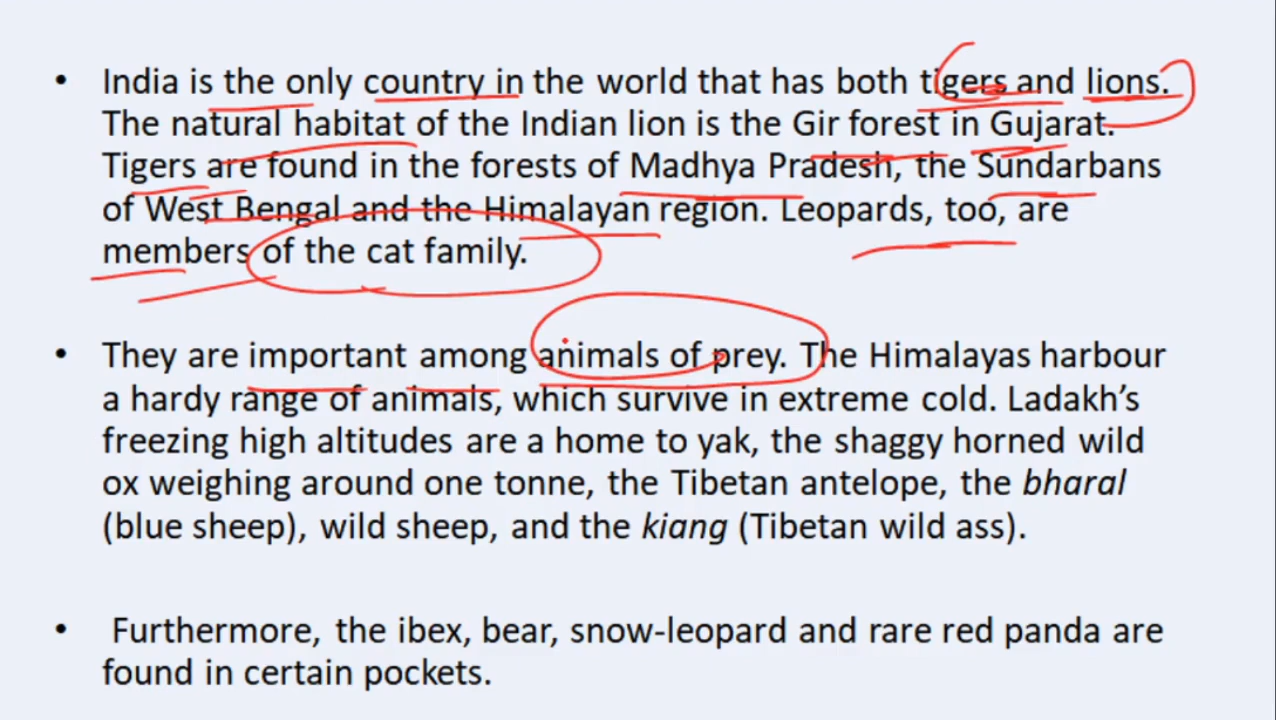 • India is the only country in the world that has both tigers and lions.
The natural habitat of the Indian lion is the Gir forest in Gujarat.
Tigers are found in the forests of Madhya Pradesh, the Sundarbans
of West Bengal and the Himalayan region. Leopards, too, are
members of the cat family.
• They are important among animals of prey. The Himalayas harbour
a hardy range of animals, which survive in extreme cold. Ladakh’s
freezing high altitudes are a home to yak, the shaggy horned wild
ox weighing around one tonne, the Tibetan antelope, the bharal
(blue sheep), wild sheep, and the kiang (Tibetan wild ass).
• Furthermore, the ibex, bear, snow-leopard and rare red panda are
found in certain pockets.